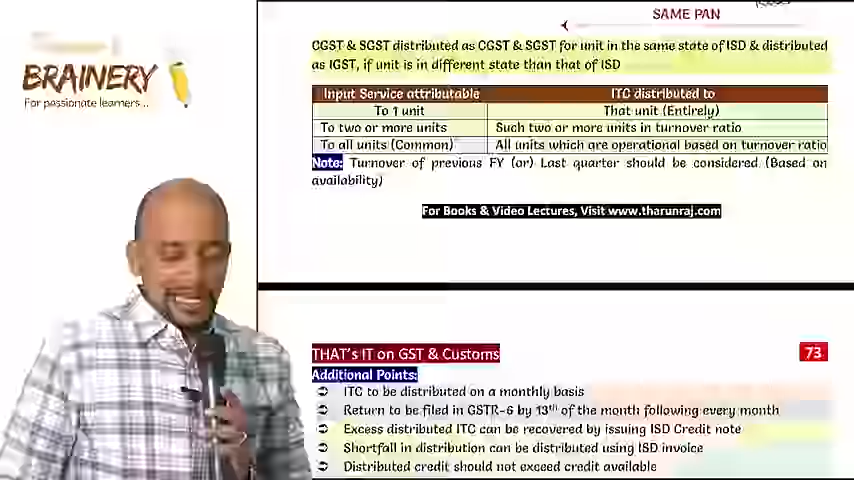 SAME PAN
BRAINERY
For passionate learners...
CGST & SGST distributed as CGST & SGST for unit in the same state of ISD & distributed
as IGST, if unit is in different state than that of ISD
Input Service attributable ITC distributed to
To 1 unit That unit (Entirely)
To two or more units Such two or more units in turnover ratio
To all units (Common) All units which are operational based on turnover ratio
Note: Turnover of previous FY (or) Last quarter should be considered (Based on
availability)
For Books & Video Lectures, Visit www.tharunraj.com
THAT's IT on GST & Customs 73
Additional Points:
➲ ITC to be distributed on a monthly basis
➲ Return to be filed in GSTR-6 by 13th of the month following every month
➲ Excess distributed ITC can be recovered by issuing ISD Credit note
➲ Shortfall in distribution can be distributed using ISD invoice
➲ Distributed credit should not exceed credit available